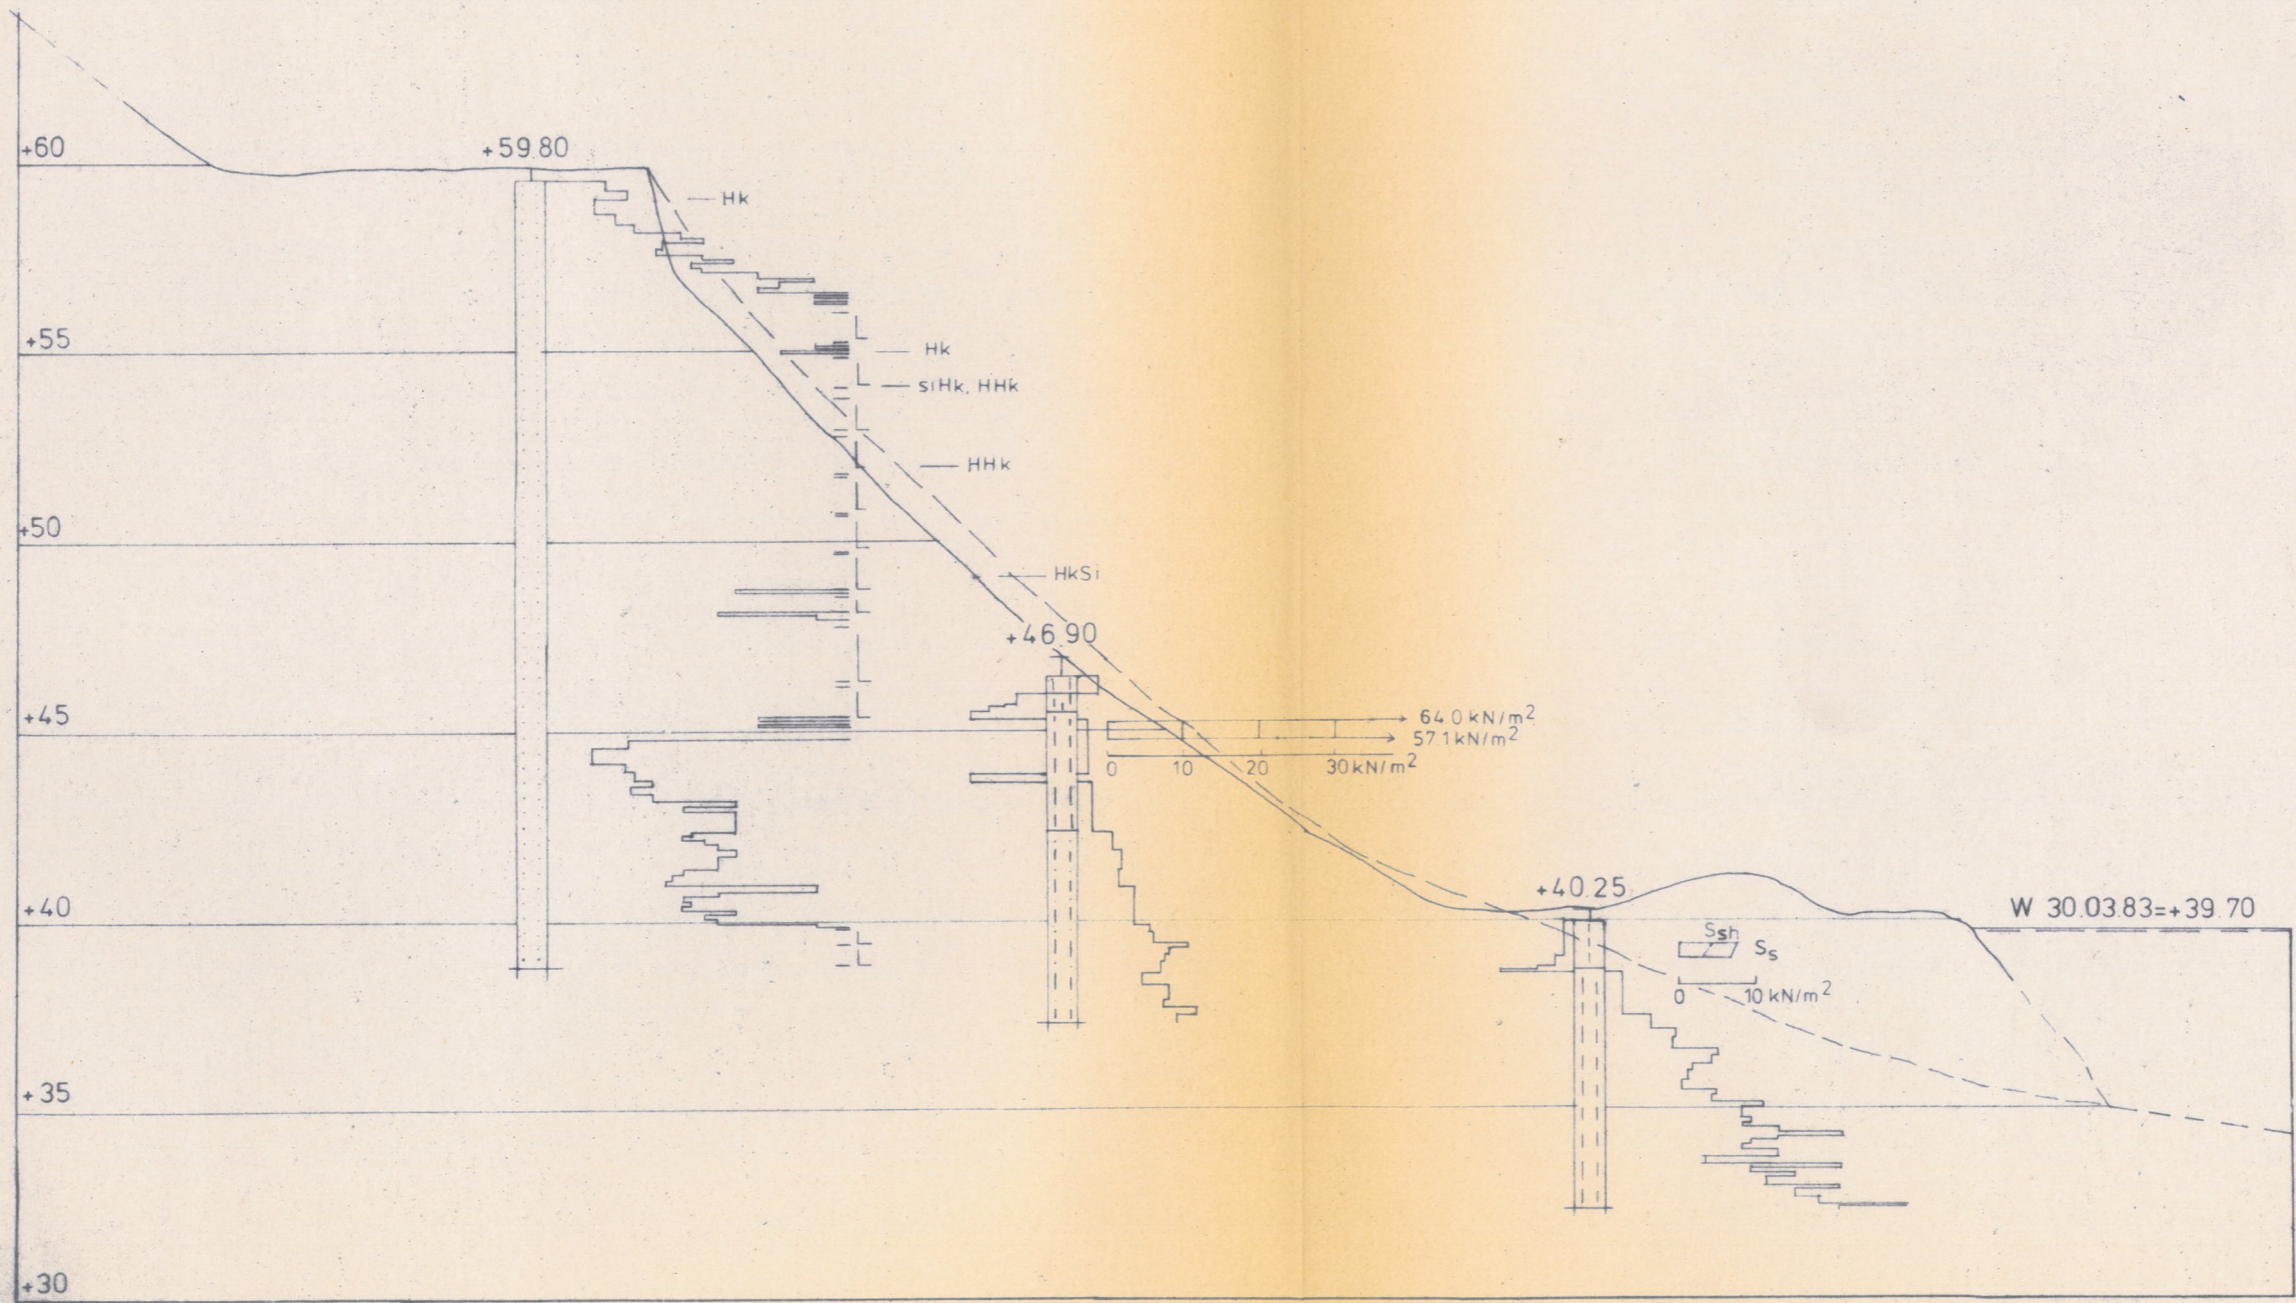 +60
+59.80
Hk
+55
Hk
siHk, HHk
HHk
+50
HkSi
+46.90
+45
64.0 kN/m²
57.1 kN/m²
0 10 20 30 kN/m²
+40.25
+40
W 30.03.83=+39.70
Ssh
Ss
0 10 kN/m²
+35
+30